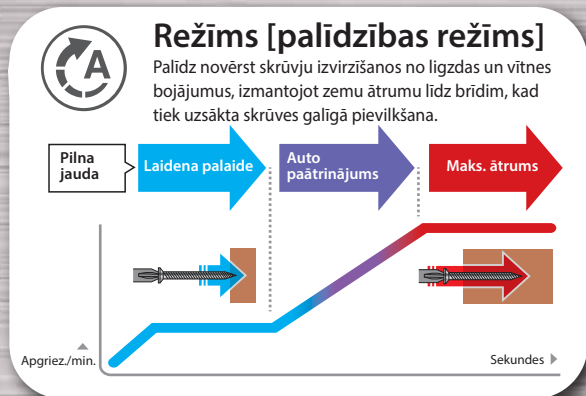 A
Režīms [palīdzības režīms]
Palīdz novērst skrūvju izvirzīšanos no ligzdas un vītnes
bojājumus, izmantojot zemu ātrumu līdz brīdim, kad
tiek uzsākta skrūves galīgā pievilkšana.
Pilna
jauda
Laidena palaide
Auto
paātrinājums
Maks. ātrums
Apgriez./min.
Sekundes